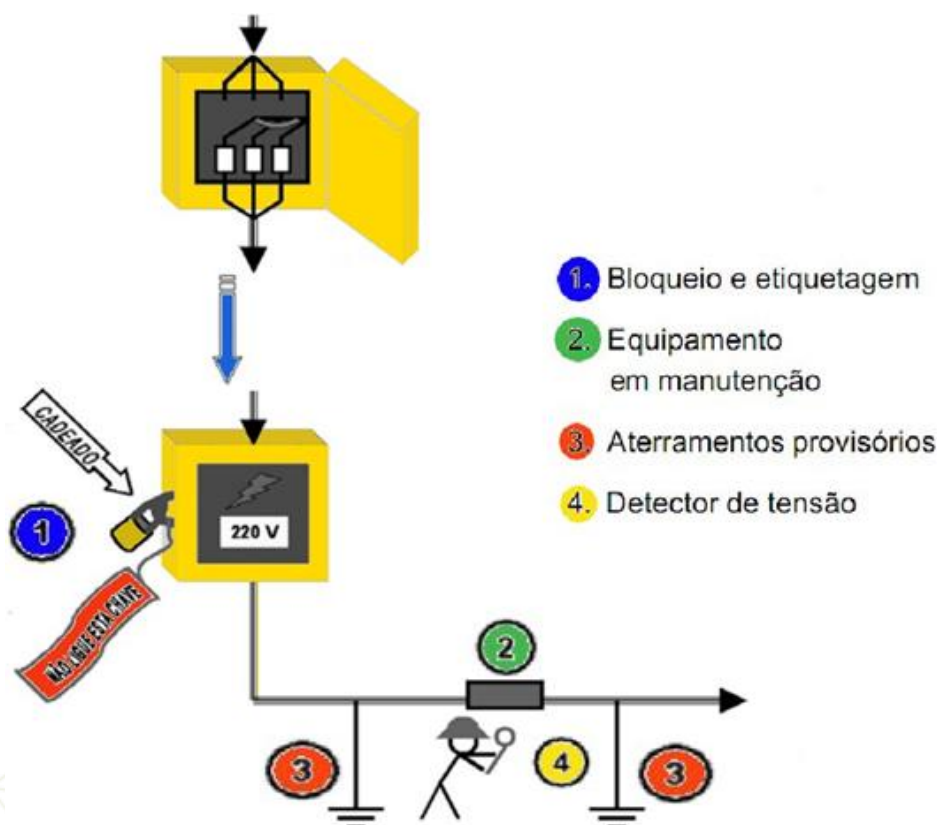 1. Bloqueio e etiquetagem
2. Equipamento
em manutenção
3. Aterramentos provisórios
4. Detector de tensão
CADEADO
1
220 V
NÃO LIGUE ESTA CHAVE
2
3
4
3